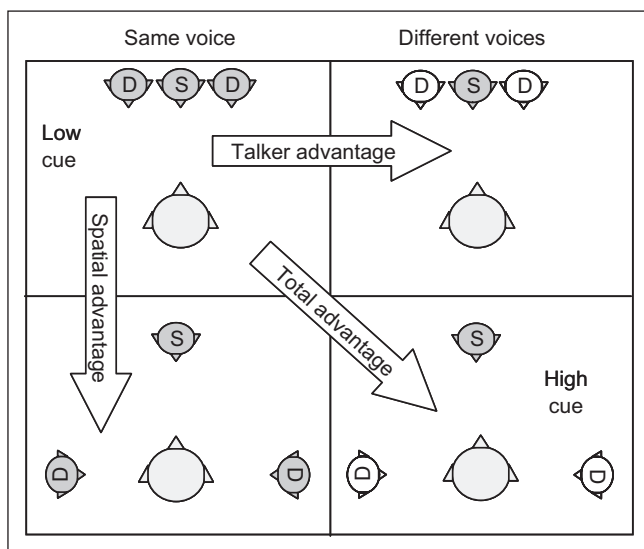 Same voice
Different voices
D S D
D S D
Low
cue
Talker advantage
Spatial advantage
Total advantage
S
S
High
cue
D
D
D
D